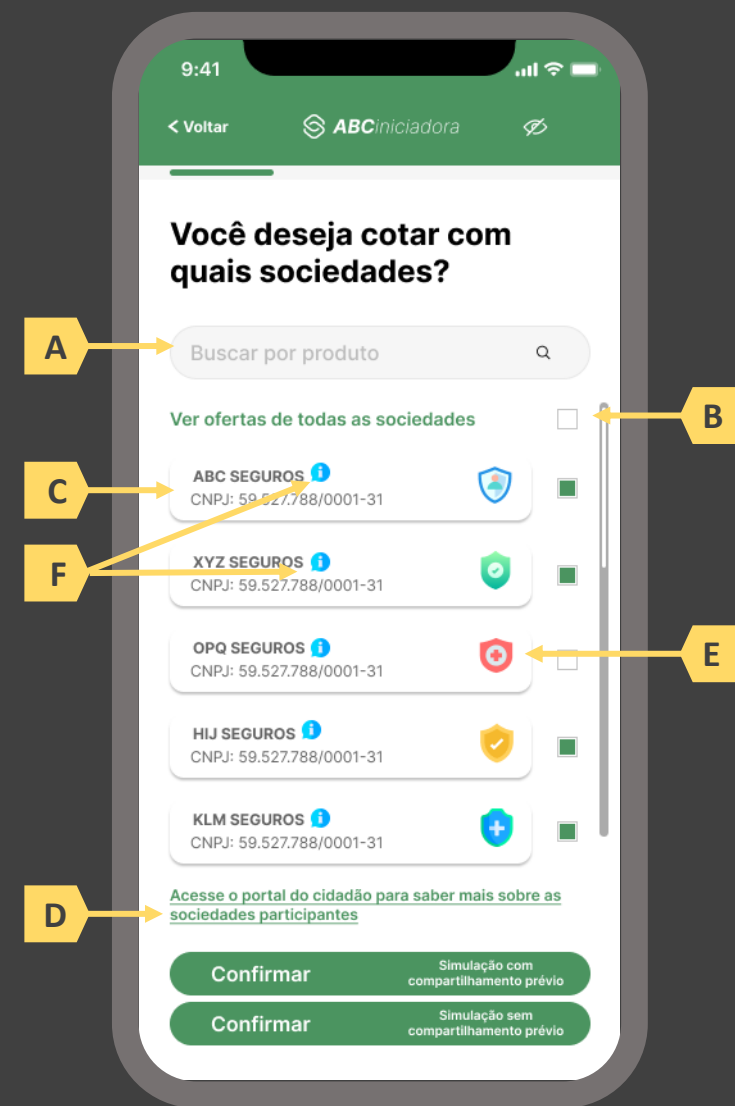 9:41
< Voltar
ABCiniciadora
Você deseja cotar com
quais sociedades?
A
Buscar por produto
Ver ofertas de todas as sociedades
B
C
ABC SEGUROS
CNPJ: 59.527.788/0001-31
F
XYZ SEGUROS
CNPJ: 59.527.788/0001-31
OPQ SEGUROS
CNPJ: 59.527.788/0001-31
E
HIJ SEGUROS
CNPJ: 59.527.788/0001-31
KLM SEGUROS
CNPJ: 59.527.788/0001-31
D
Acesse o portal do cidadão para saber mais sobre as
sociedades participantes
Confirmar
Simulação com
compartilhamento prévio
Confirmar
Simulação sem
compartilhamento prévio